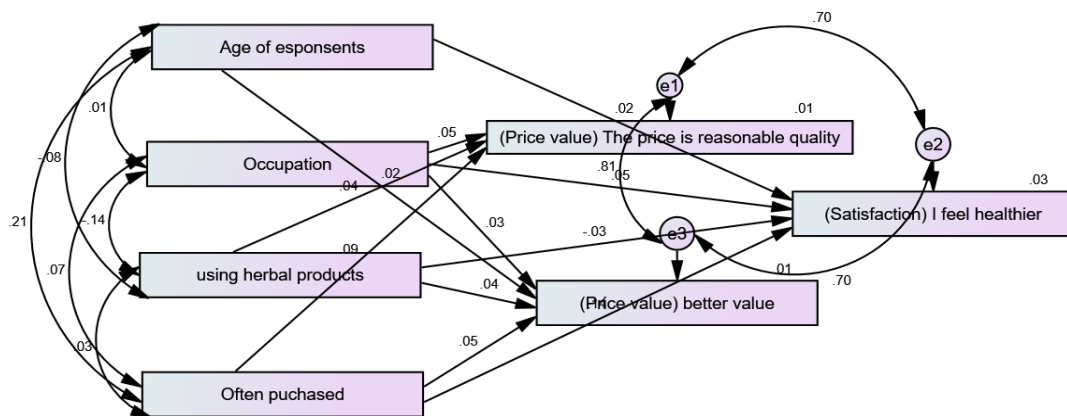 .70
Age of esponsents
e1
.02
.01
.01
.05
(Price value) The price is reasonable quality
e2
-.08
Occupation
.81
.05
.03
.04
.02
.21
-.14
.03
-.03
(Satisfaction) I feel healthier
e3
.07
.09
using herbal products
.04
.01
.70
(Price value) better value
.14
.03
.05
Often puchased